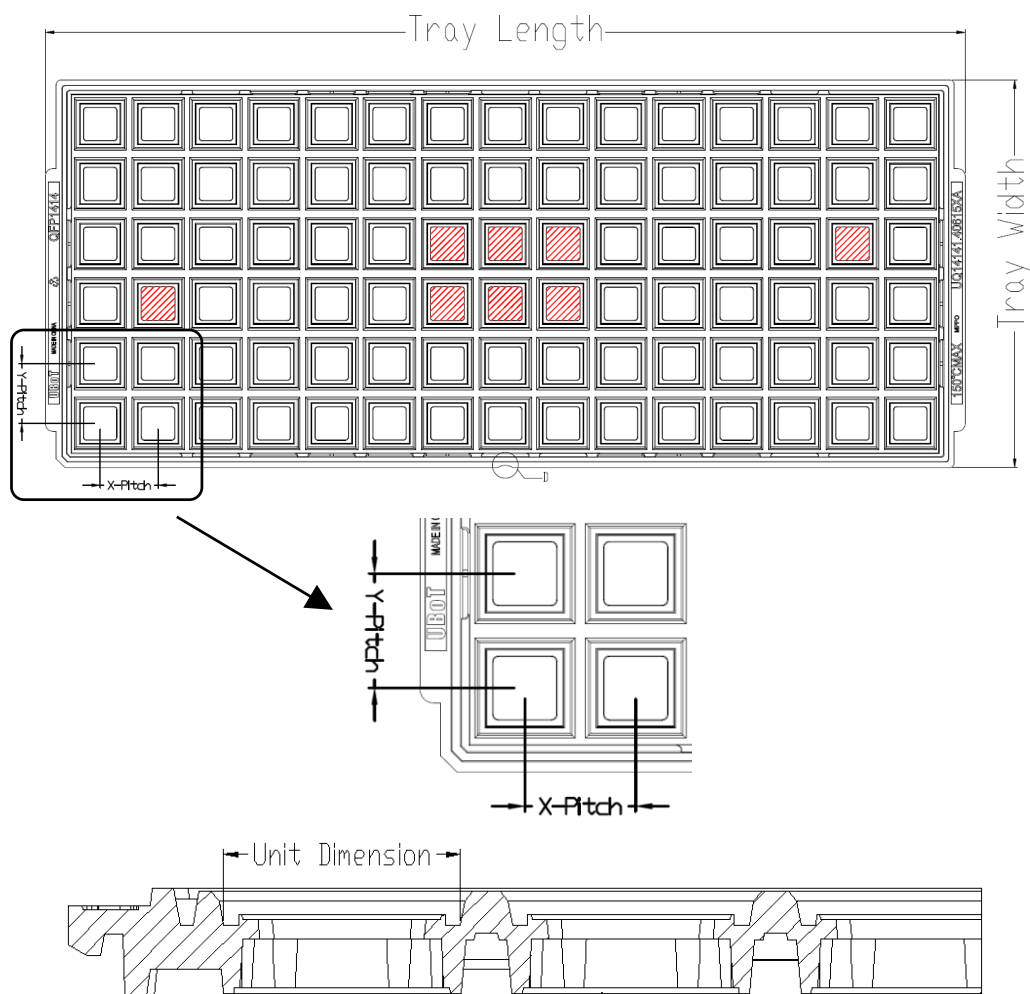 Tray Length
QFP1414
UQ14141.40615XA
Tray Width
MADE IN CHINA
UBOT
150°CMAX
MPPO
Y-Pitch
X-Pitch
D
MADE IN C
UBOT
Y-Pitch
X-Pitch
Unit Dimension